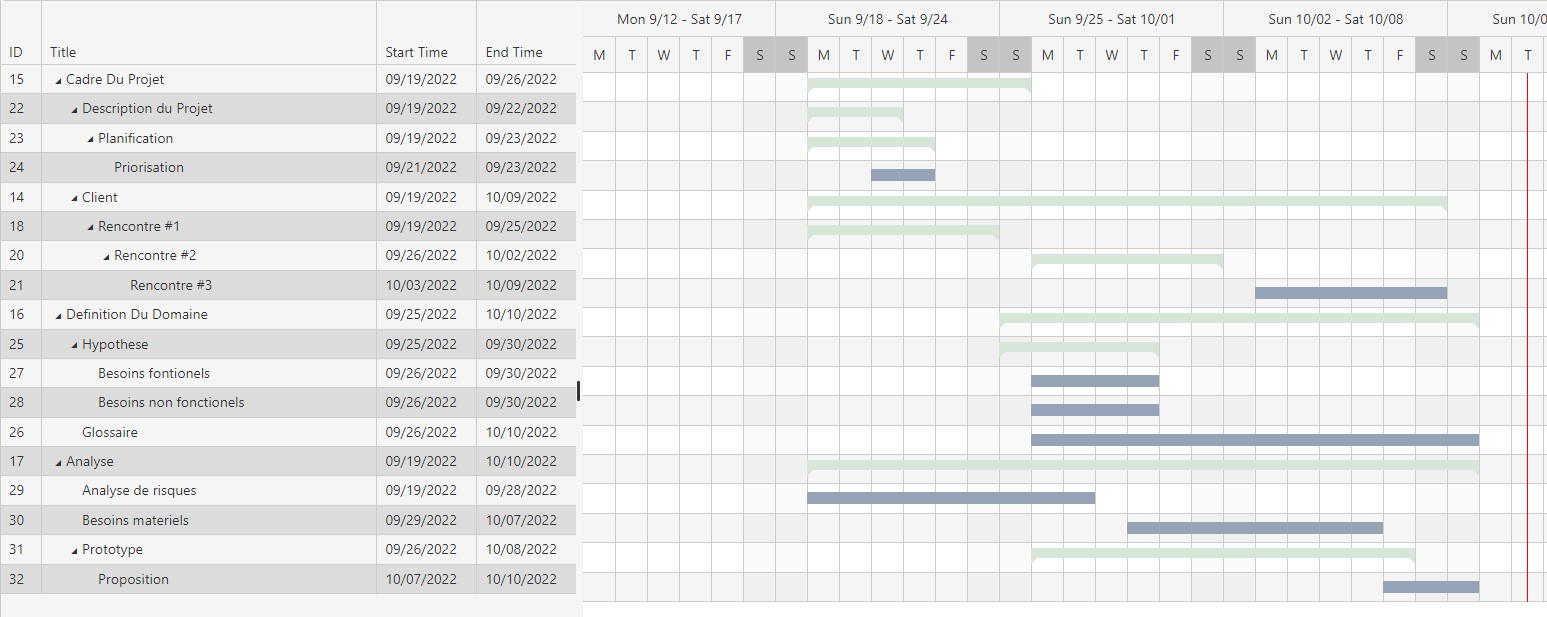 Mon 9/12 - Sat 9/17 Sun 9/18 - Sat 9/24 Sun 9/25 - Sat 10/01 Sun 10/02 - Sat 10/08 Sun 10/0
ID Title Start Time End Time M T W T F S S M T W T F S S M T W T F S S M T W T F S S M T
15 Cadre Du Projet 09/19/2022 09/26/2022
22 Description du Projet 09/19/2022 09/22/2022
23 Planification 09/19/2022 09/23/2022
24 Priorisation 09/21/2022 09/23/2022
14 Client 09/19/2022 10/09/2022
18 Rencontre #1 09/19/2022 09/25/2022
20 Rencontre #2 09/26/2022 10/02/2022
21 Rencontre #3 10/03/2022 10/09/2022
16 Definition Du Domaine 09/25/2022 10/10/2022
25 Hypothese 09/25/2022 09/30/2022
27 Besoins fontionels 09/26/2022 09/30/2022
28 Besoins non fonctionels 09/26/2022 09/30/2022
26 Glossaire 09/26/2022 10/10/2022
17 Analyse 09/19/2022 10/10/2022
29 Analyse de risques 09/19/2022 09/28/2022
30 Besoins materiels 09/29/2022 10/07/2022
31 Prototype 09/26/2022 10/08/2022
32 Proposition 10/07/2022 10/10/2022